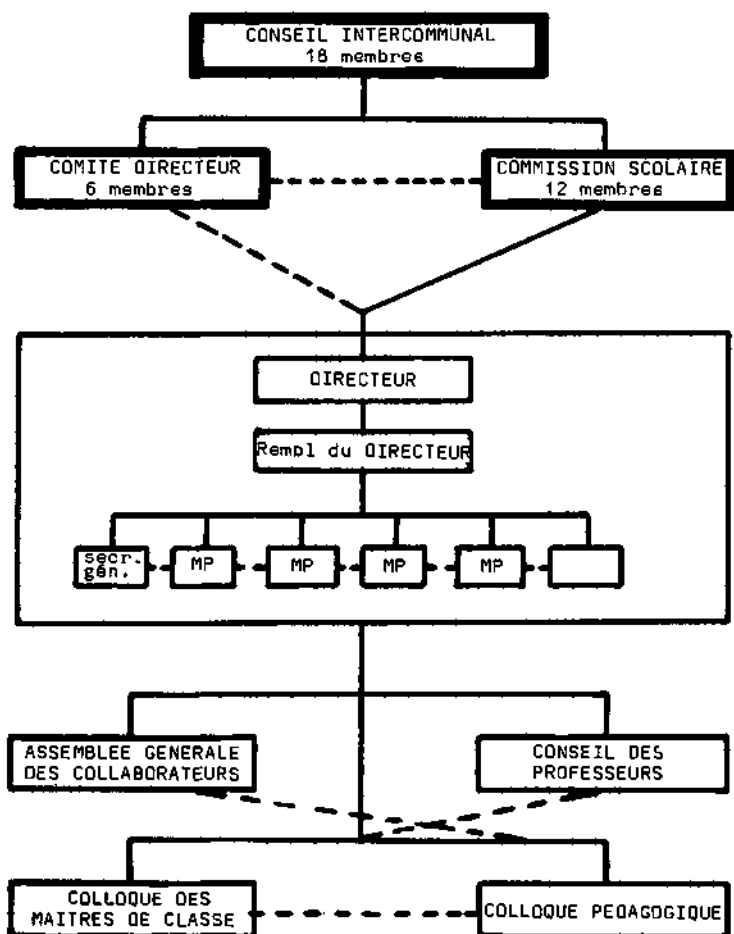 CONSEIL INTERCOMMUNAL
18 membres
COMITE DIRECTEUR
6 membres
COMMISSION SCOLAIRE
12 membres
DIRECTEUR
Rempl du DIRECTEUR
secr.
gén.
MP
MP
MP
MP
ASSEMBLEE GENERALE
DES COLLABORATEURS
CONSEIL DES
PROFESSEURS
COLLOQUE DES
MAITRES DE CLASSE
COLLOQUE PEDAGOGIQUE